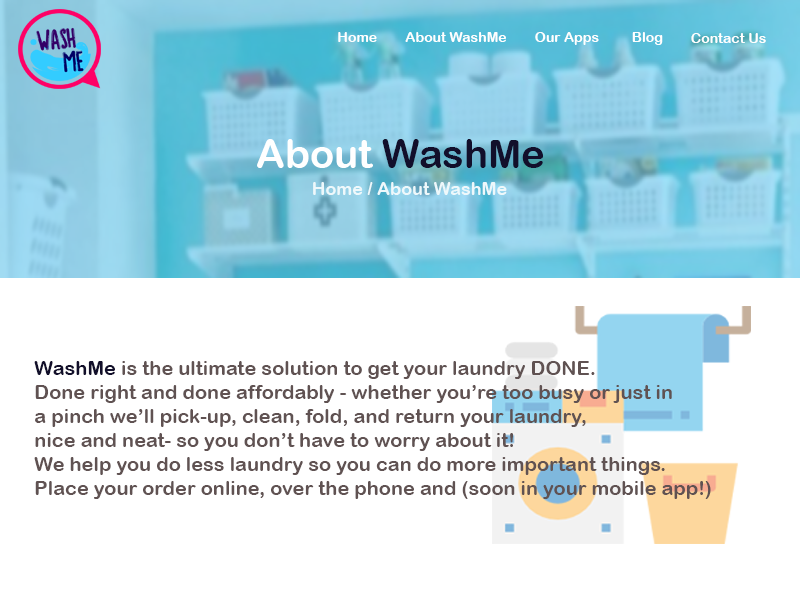 WASH
ME
Home About WashMe Our Apps Blog Contact Us
About WashMe
Home / About WashMe
WashMe is the ultimate solution to get your laundry DONE.
Done right and done affordably - whether you’re too busy or just in
a pinch we’ll pick-up, clean, fold, and return your laundry,
nice and neat- so you don’t have to worry about it!
We help you do less laundry so you can do more important things.
Place your order online, over the phone and (soon in your mobile app!)